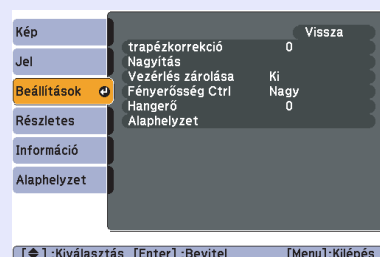 Kép
Jel
Beállítások
Részletes
Információ
Alaphelyzet
Vissza
trapézkorrekció 0
Nagyítás
Vezérlés zárolása Ki
Fényerősség Ctrl Nagy
Hangerő 0
Alaphelyzet
[ ] :Kiválasztás [Enter] :Bevitel [Menu]:Kilépés